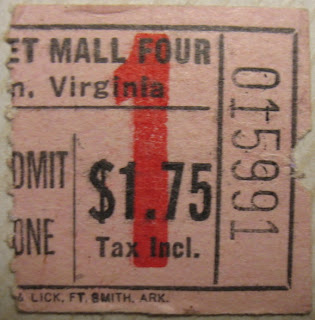 ET MALL FOUR
n, Virginia
DMIT
ONE
1
$1.75
Tax Incl.
015991
& LICK, FT. SMITH, ARK.